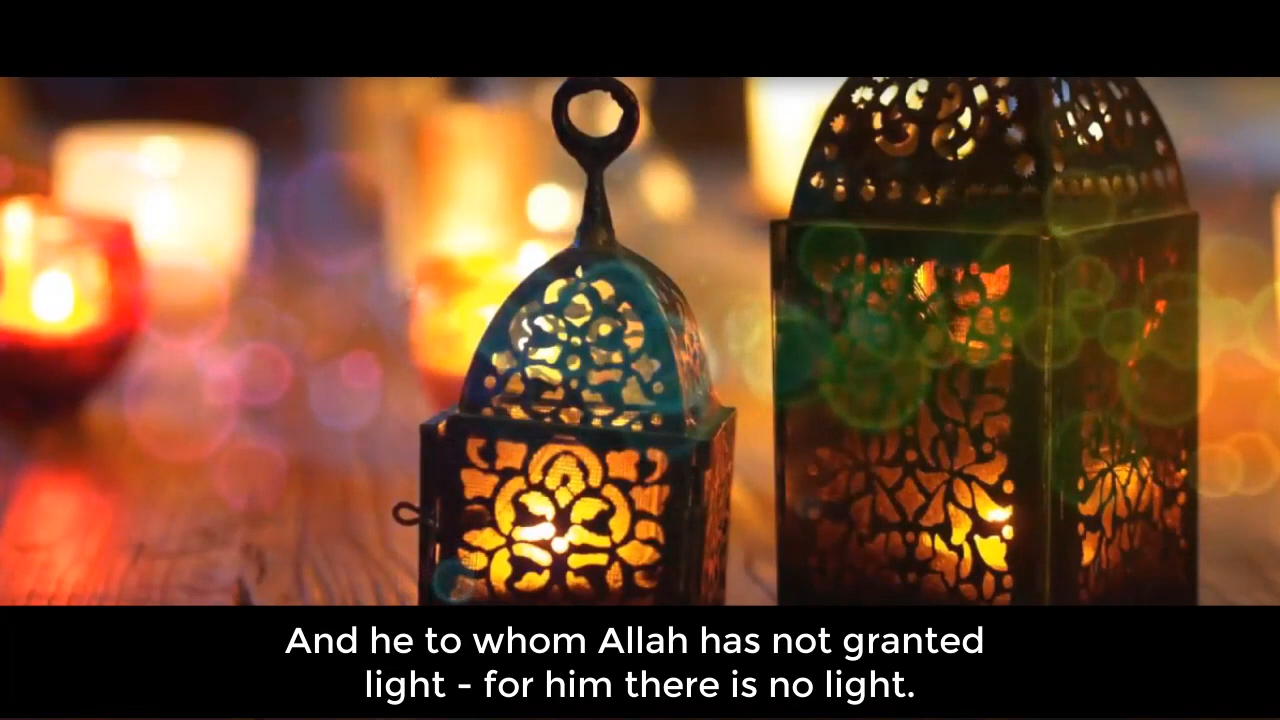 And he to whom Allah has not granted
light - for him there is no light.